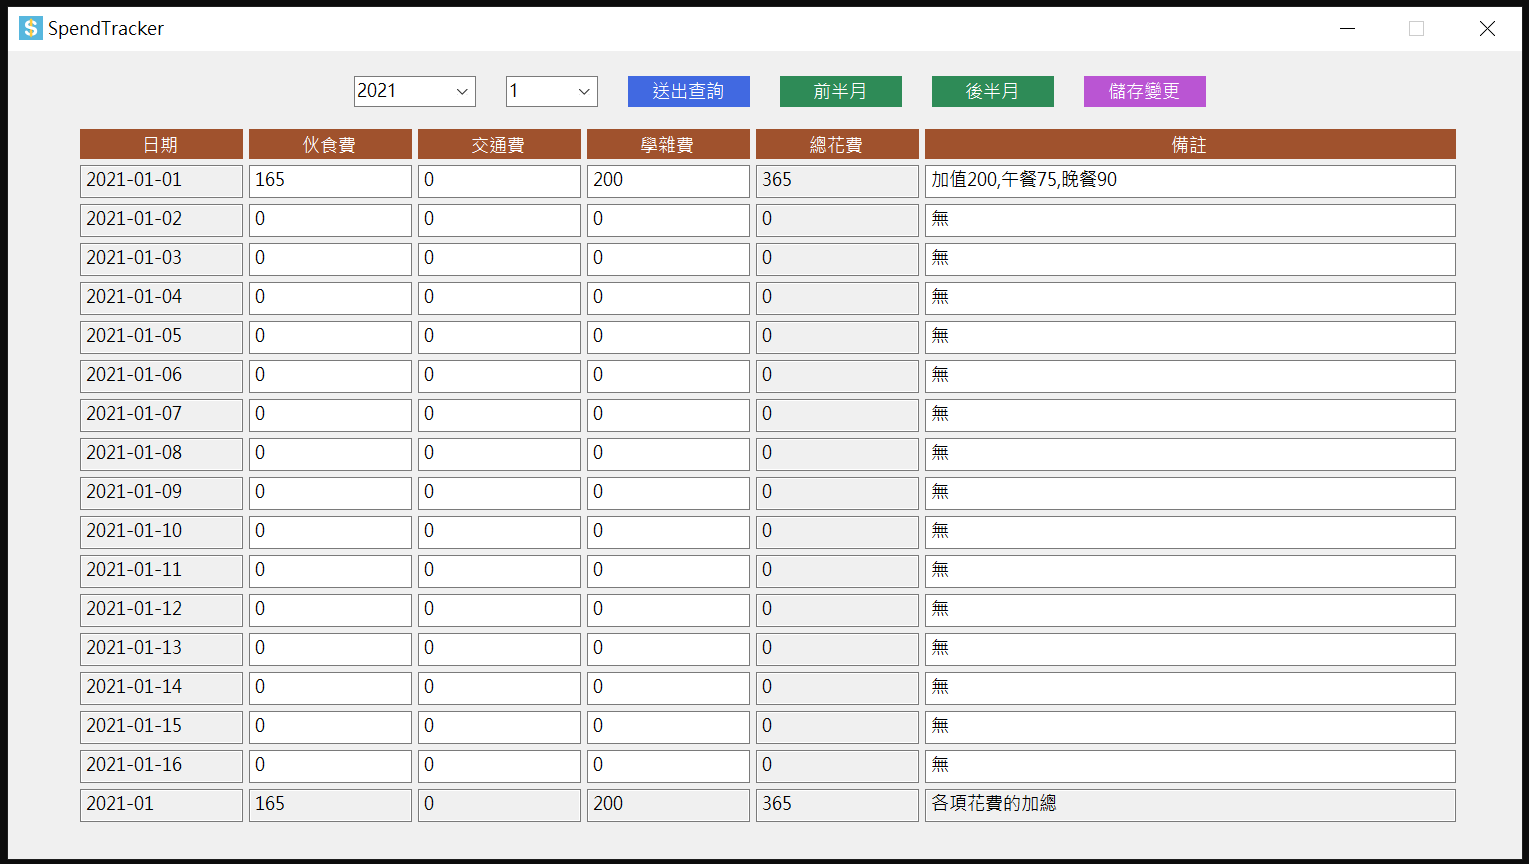 SpendTracker
2021 1 送出查詢 前半月 後半月 儲存變更
日期 伙食費 交通費 學雜費 總花費 備註
2021-01-01 165 0 200 365 加值200,午餐75,晚餐90
2021-01-02 0 0 0 0 無
2021-01-03 0 0 0 0 無
2021-01-04 0 0 0 0 無
2021-01-05 0 0 0 0 無
2021-01-06 0 0 0 0 無
2021-01-07 0 0 0 0 無
2021-01-08 0 0 0 0 無
2021-01-09 0 0 0 0 無
2021-01-10 0 0 0 0 無
2021-01-11 0 0 0 0 無
2021-01-12 0 0 0 0 無
2021-01-13 0 0 0 0 無
2021-01-14 0 0 0 0 無
2021-01-15 0 0 0 0 無
2021-01-16 0 0 0 0 無
2021-01 165 0 200 365 各項花費的加總